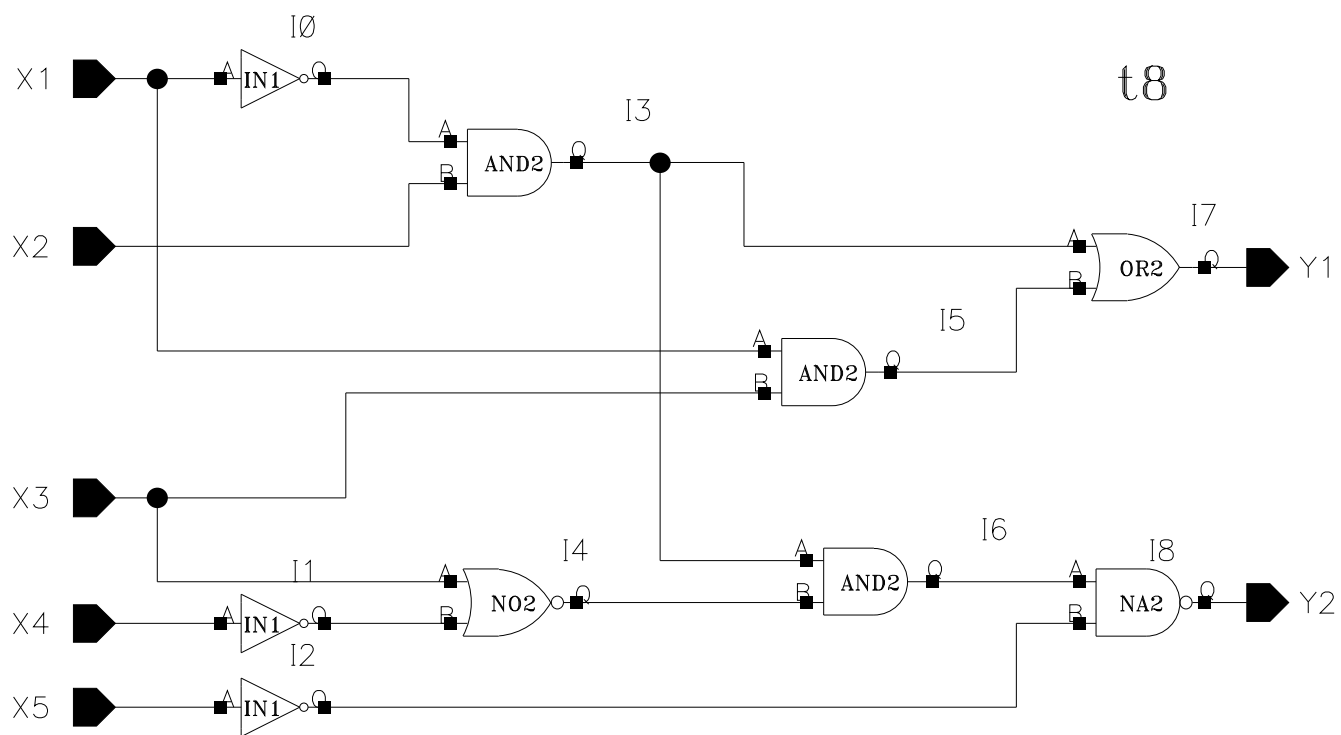 IØ
X1 A IN1 Q
t8
I3
A AND2 Q
B
X2
I7
A OR2 Q Y1
B
I5
A AND2 Q
B
X3
I6
I4
I1
A AND2 Q
B
I8
A NO2 Q
B
A NA2 Q Y2
B
X4 A IN1 Q
I2
X5 A IN1 Q